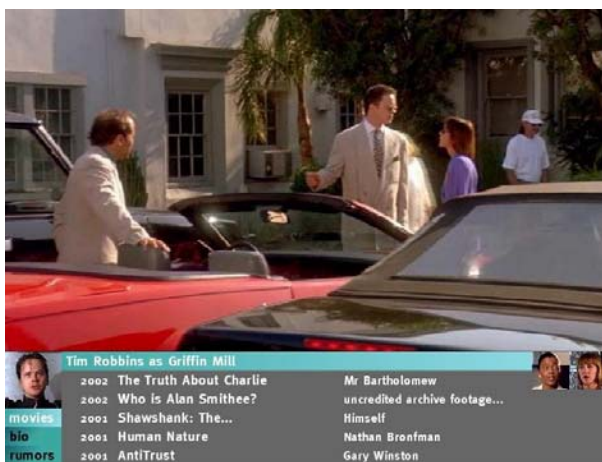 Tim Robbins as Griffin Mill
2002 The Truth About Charlie Mr Bartholomew
2002 Who is Alan Smithee? uncredited archive footage...
movies 2001 Shawshank: The... Himself
bio 2001 Human Nature Nathan Bronfman
rumors 2001 AntiTrust Gary Winston